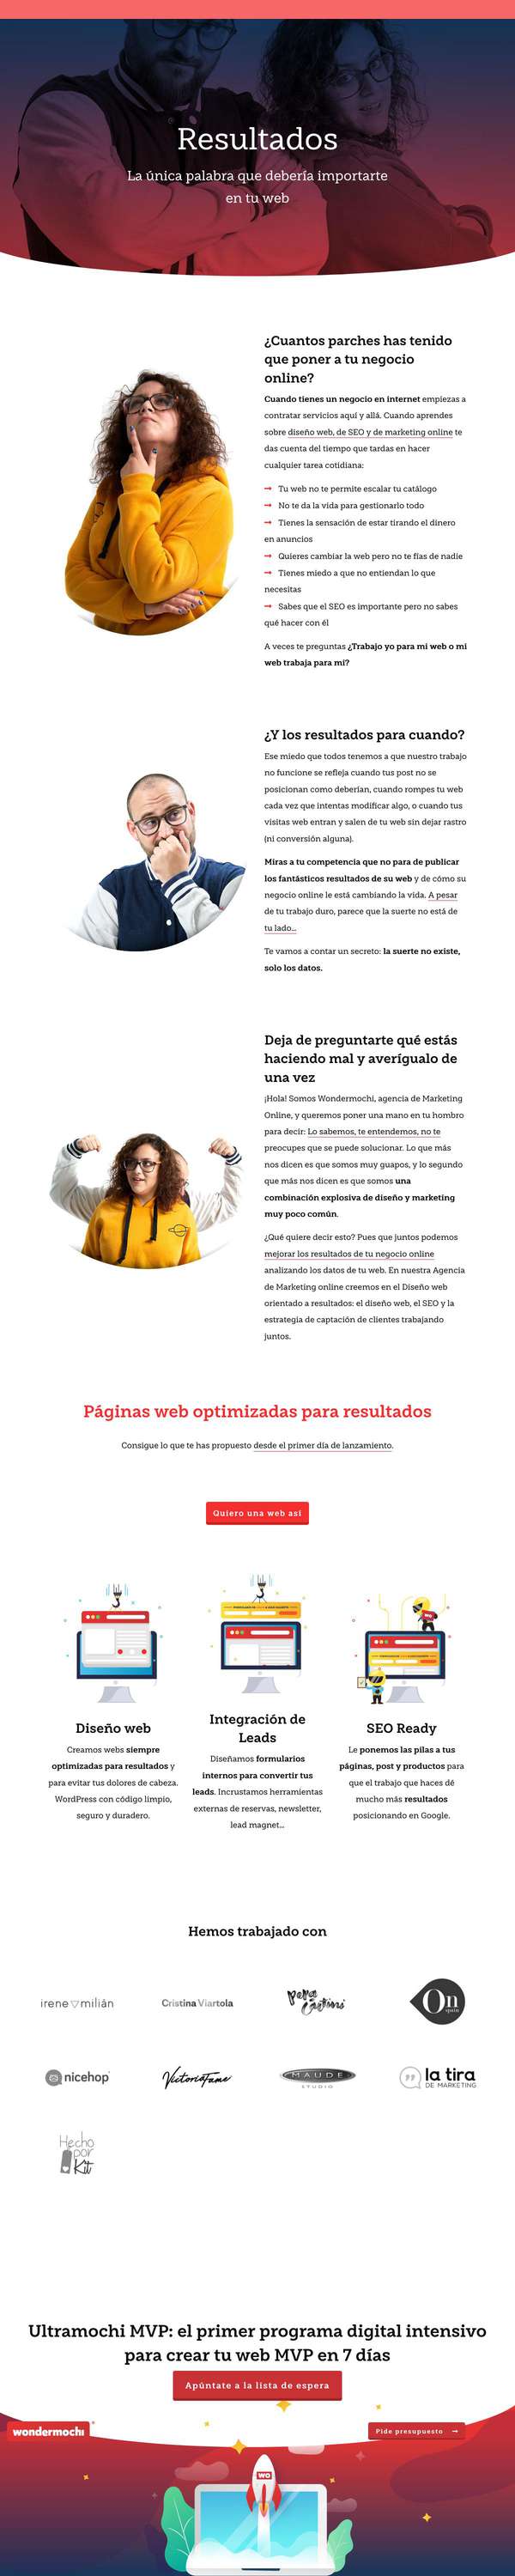 Resultados
La única palabra que debería importarte
en tu web
¿Cuantos parches has tenido
que poner a tu negocio
online?
Cuando tienes un negocio en internet empiezas a
contratar servicios aquí y allá. Cuando aprendes
sobre diseño web, de SEO y de marketing online te
das cuenta del tiempo que tardas en hacer
cualquier tarea cotidiana:
➞ Tu web no te permite escalar tu catálogo
➞ No te da la vida para gestionarlo todo
➞ Tienes la sensación de estar tirando el dinero
en anuncios
➞ Quieres cambiar la web pero no te fías de nadie
➞ Tienes miedo a que no entiendan lo que
necesitas
➞ Sabes que el SEO es importante pero no sabes
qué hacer con él
A veces te preguntas ¿Trabajo yo para mi web o mi
web trabaja para mí?
¿Y los resultados para cuando?
Ese miedo que todos tenemos a que nuestro trabajo
no funcione se refleja cuando tus post no se
posicionan como deberían, cuando rompes tu web
cada vez que intentas modificar algo, o cuando tus
visitas web entran y salen de tu web sin dejar rastro
(ni conversión alguna).
Miras a tu competencia que no para de publicar
los fantásticos resultados de su web y de cómo su
negocio online le está cambiando la vida. A pesar
de tu trabajo duro, parece que la suerte no está de
tu lado...
Te vamos a contar un secreto: la suerte no existe,
solo los datos.
Deja de preguntarte qué estás
haciendo mal y averígualo de
una vez
¡Hola! Somos Wondermochi, agencia de Marketing
Online, y queremos poner una mano en tu hombro
para decir: Lo sabemos, te entendemos, no te
preocupes que se puede solucionar. Lo que más
nos dicen es que somos muy guapos, y lo segundo
que más nos dicen es que somos una
combinación explosiva de diseño y marketing
muy poco común.
¿Qué quiere decir esto? Pues que juntos podemos
mejorar los resultados de tu negocio online
analizando los datos de tu web. En nuestra Agencia
de Marketing online creemos en el Diseño web
orientado a resultados: el diseño web, el SEO y la
estrategia de captación de clientes trabajando
juntos.
Páginas web optimizadas para resultados
Consigue lo que te has propuesto desde el primer día de lanzamiento.
Quiero una web así
Diseño web
Creamos webs siempre
optimizadas para resultados y
para evitar tus dolores de cabeza.
WordPress con código limpio,
seguro y duradero.
Integración de
Leads
Diseñamos formularios
internos para convertir tus
leads. Incrustamos herramientas
externas de reservas, newsletter,
lead magnet...
SEO Ready
Le ponemos las pilas a tus
páginas, post y productos para
que el trabajo que haces dé
mucho más resultados
posicionando en Google.
Hemos trabajado con
irene milián
Cristina Viartola
On
spain
nicehop
VictoriaFame
MAUDE
STUDIO
la tira
DE MARKETING
Hecho
por
Kit
Ultramochi MVP: el primer programa digital intensivo
para crear tu web MVP en 7 días
Apúntate a la lista de espera
wondermochi
Pide presupuesto →
WO